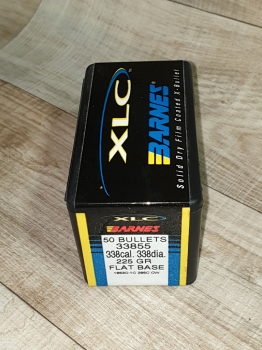 XLC
BARNES®
Solid Dry Film Coated X-Bullet
XLC
BARNES
50 BULLETS
33855
338cal. 338dia.
225 GR
FLAT BASE